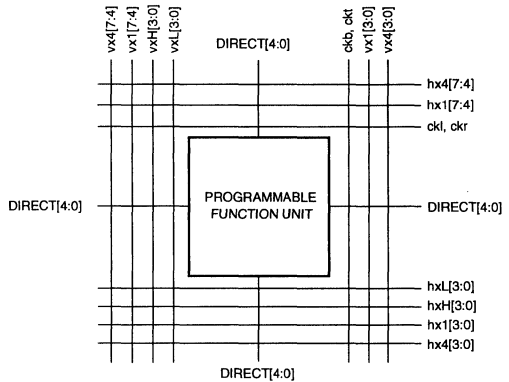 vx4[7:4]
vx1[7:4]
vxH[3:0]
vxL[3:0]
DIRECT[4:0]
ckb, ckt
vx1[3:0]
vx4[3:0]
hx4[7:4]
hx1[7:4]
ckl, ckr
PROGRAMMABLE
FUNCTION UNIT
DIRECT[4:0]
DIRECT[4:0]
hxL[3:0]
hxH[3:0]
hx1[3:0]
hx4[3:0]
DIRECT[4:0]